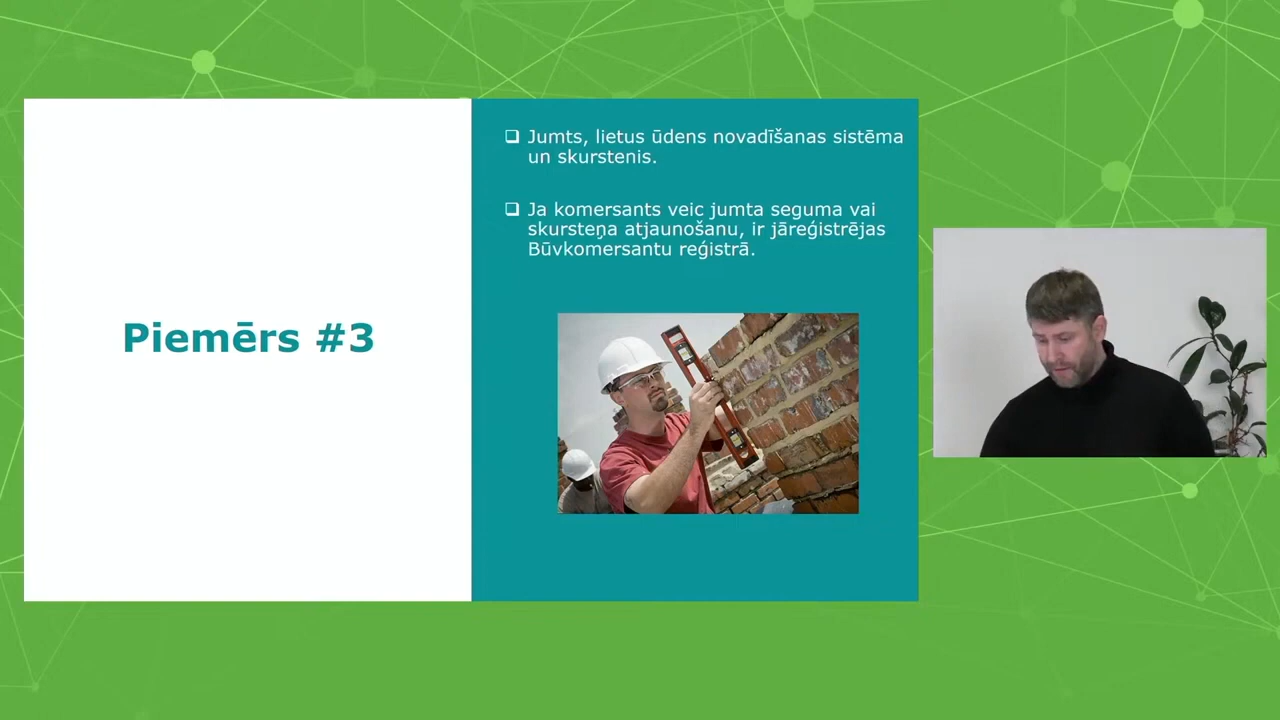 Piemērs #3
Jumts, lietus ūdens novadīšanas sistēma
un skurstenis.
Ja komersants veic jumta seguma vai
skursteņa atjaunošanu, ir jāreģistrējas
Būvkomersantu reģistrā.